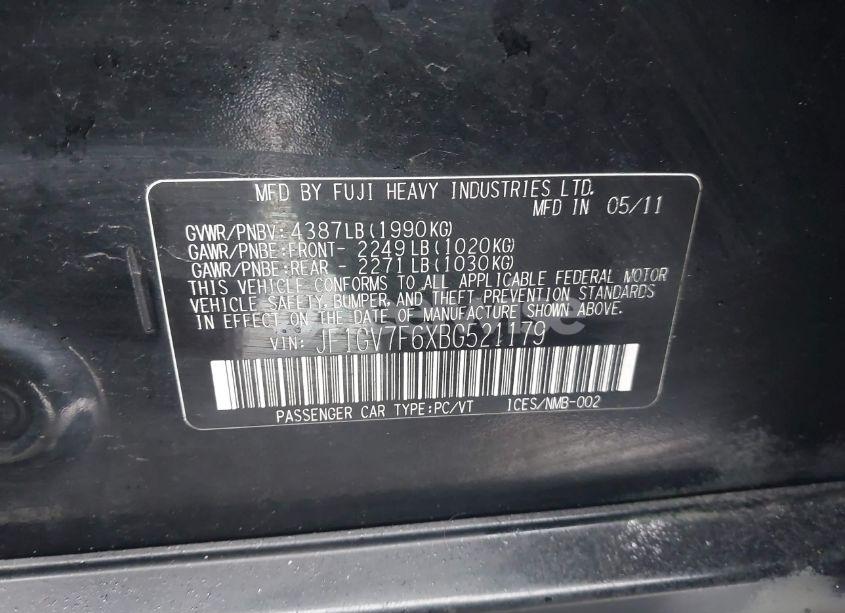 MFD BY FUJI HEAVY INDUSTRIES LTD.
MFD IN 05/11
GVWR/PNBV: 4387LB(1990KG)
GAWR/PNBE:FRONT- 2249LB(1020KG)
GAWR/PNBE:REAR - 2271LB(1030KG)
THIS VEHICLE CONFORMS TO ALL APPLICABLE FEDERAL MOTOR
VEHICLE SAFETY, BUMPER, AND THEFT PREVENTION STANDARDS
IN EFFECT ON THE DATE OF MANUFACTURE SHOWN ABOVE.
VIN: JF1GV7F6XBG521179
PASSENGER CAR TYPE:PC/VT ICES/NMB-002